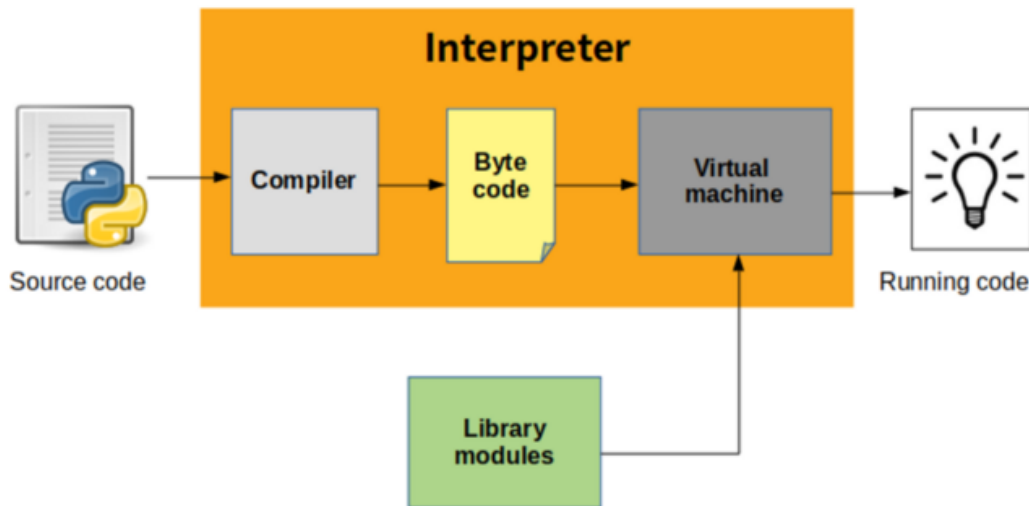 Interpreter
Compiler
Byte
code
Virtual
machine
Source code
Running code
Library
modules